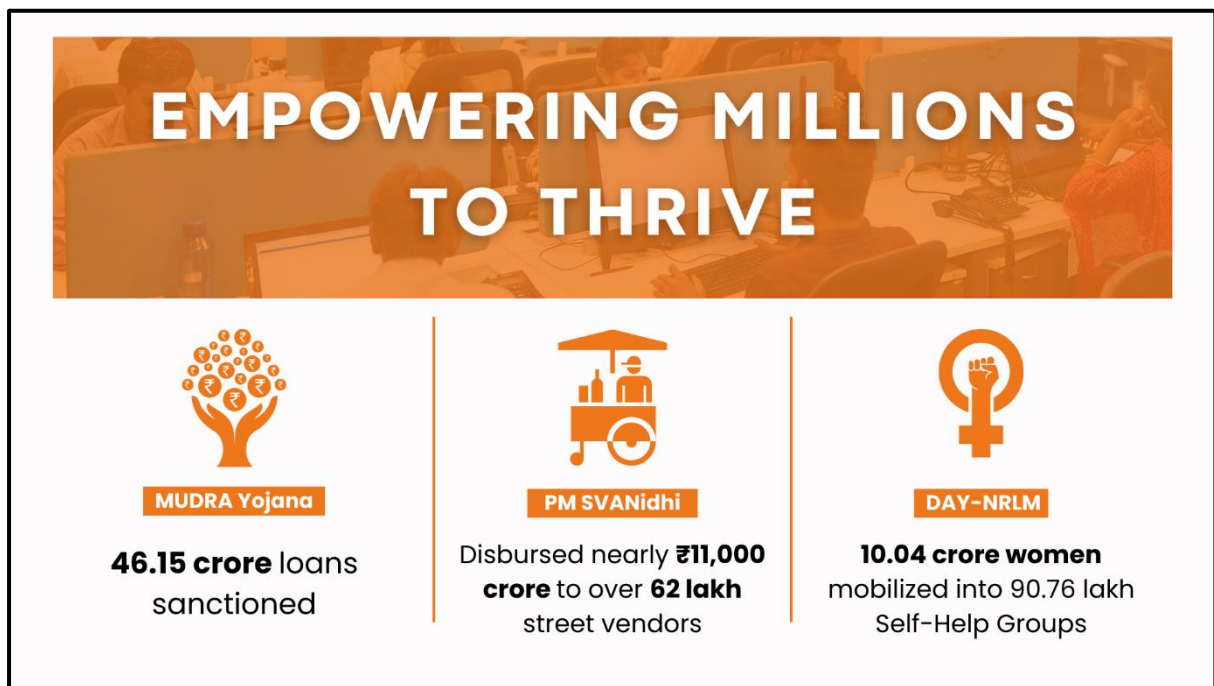 EMPOWERING MILLIONS
TO THRIVE
MUDRA Yojana
46.15 crore loans
sanctioned
PM SVANidhi
Disbursed nearly ₹11,000
crore to over 62 lakh
street vendors
DAY-NRLM
10.04 crore women
mobilized into 90.76 lakh
Self-Help Groups